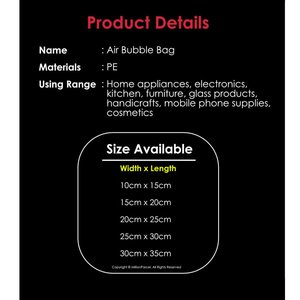 Product Details
Name : Air Bubble Bag
Materials : PE
Using Range : Home appliances, electronics,
kitchen, furniture, glass products,
handicrafts, mobile phone supplies,
cosmetics
Size Available
Width x Length
10cm x 15cm
15cm x 20cm
20cm x 25cm
25cm x 30cm
30cm x 35cm